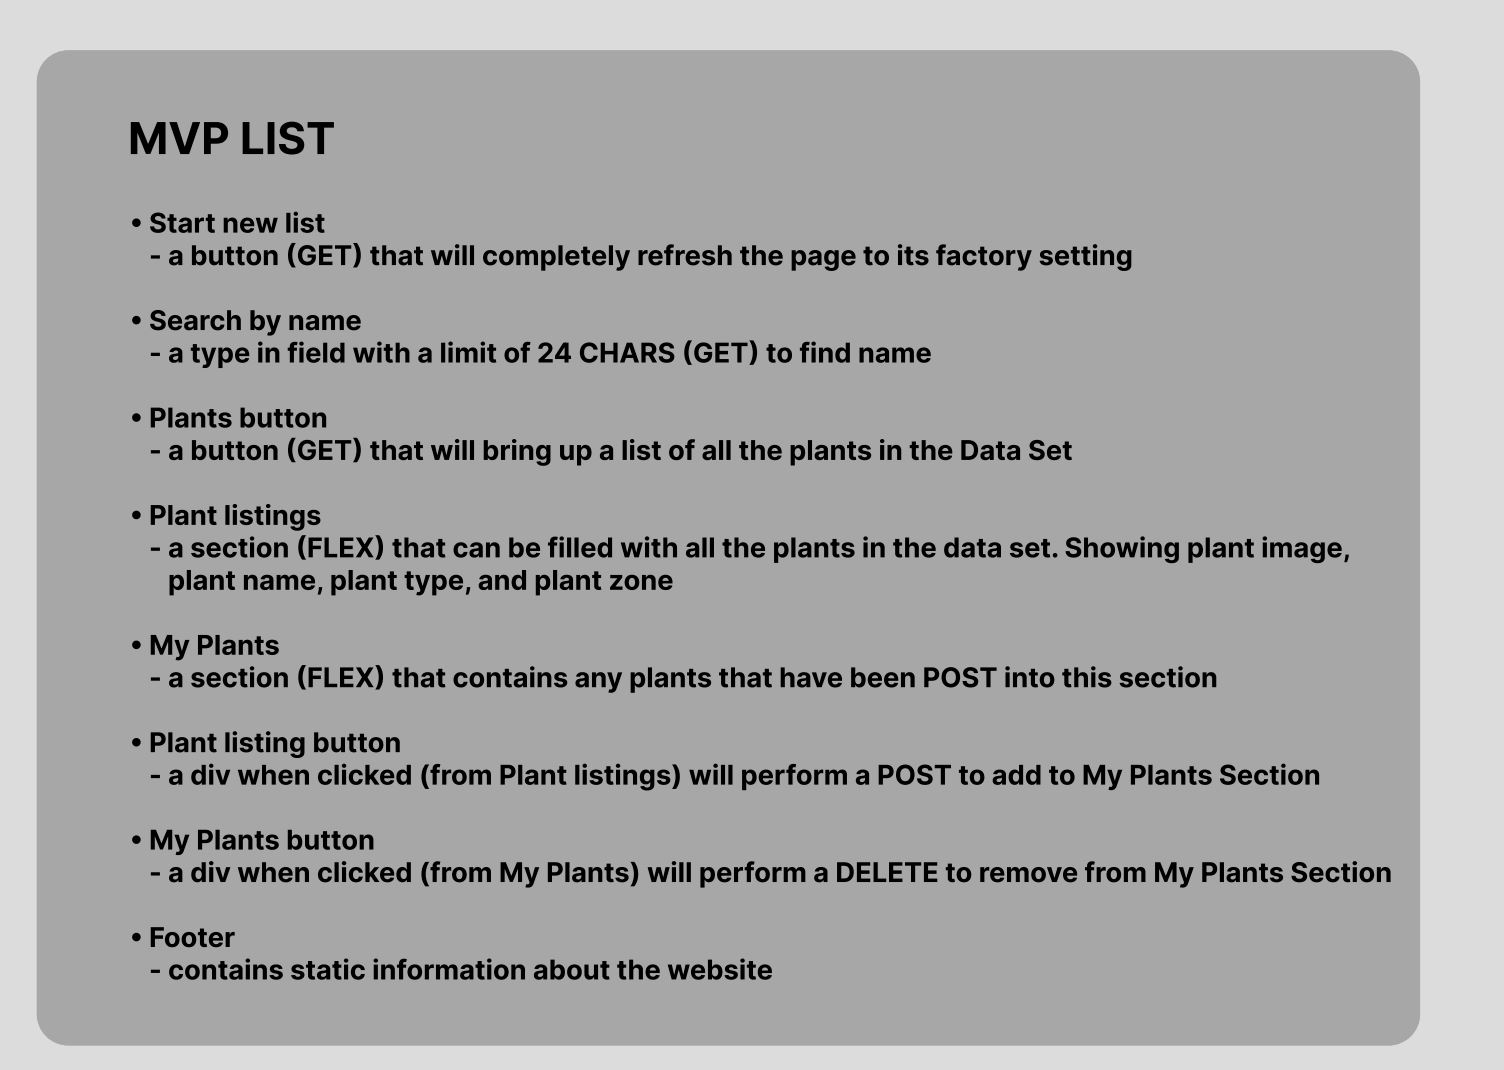 MVP LIST
• Start new list
- a button (GET) that will completely refresh the page to its factory setting
• Search by name
- a type in field with a limit of 24 CHARS (GET) to find name
• Plants button
- a button (GET) that will bring up a list of all the plants in the Data Set
• Plant listings
- a section (FLEX) that can be filled with all the plants in the data set. Showing plant image,
plant name, plant type, and plant zone
• My Plants
- a section (FLEX) that contains any plants that have been POST into this section
• Plant listing button
- a div when clicked (from Plant listings) will perform a POST to add to My Plants Section
• My Plants button
- a div when clicked (from My Plants) will perform a DELETE to remove from My Plants Section
• Footer
- contains static information about the website